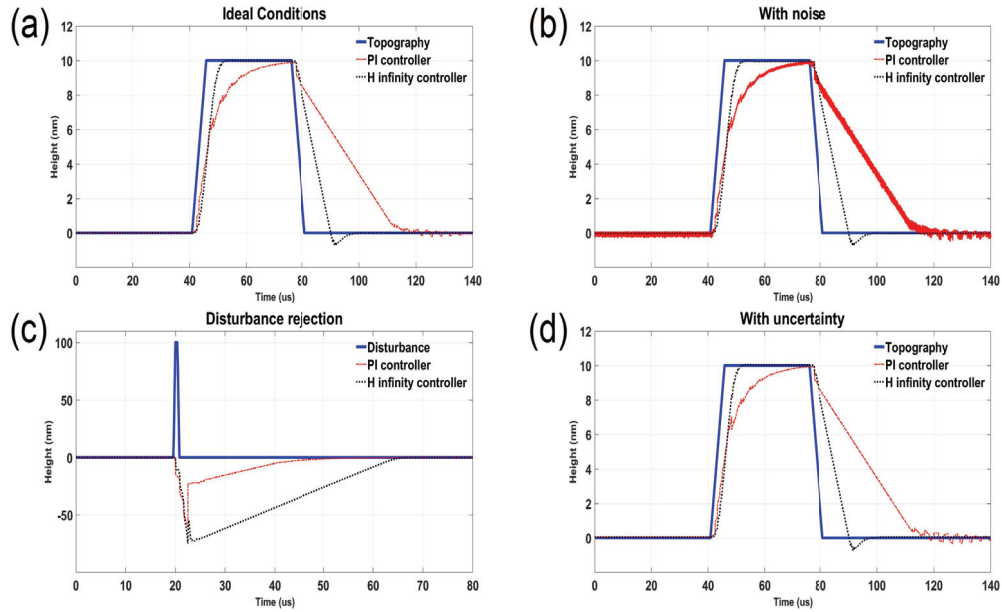 (a)
Ideal Conditions
12
10
8
6
4
2
0
Height (nm)
Topography
PI controller
H infinity controller
0 20 40 60 80 100 120 140
Time (us)
(b)
With noise
12
10
8
6
4
2
0
Height (nm)
Topography
PI controller
H infinity controller
0 20 40 60 80 100 120 140
Time (us)
(c)
Disturbance rejection
100
50
0
-50
Height (nm)
Disturbance
PI controller
H infinity controller
0 10 20 30 40 50 60 70 80
Time (us)
(d)
With uncertainty
12
10
8
6
4
2
0
Height (nm)
Topography
PI controller
H infinity controller
0 20 40 60 80 100 120 140
Time (us)